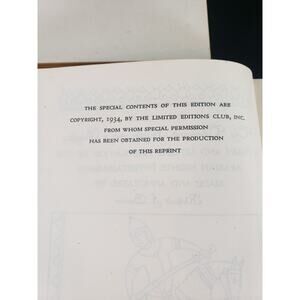 THE SPECIAL CONTENTS OF THIS EDITION ARE
COPYRIGHT, 1934, BY THE LIMITED EDITIONS CLUB, INC.
FROM WHOM SPECIAL PERMISSION
HAS BEEN OBTAINED FOR THE PRODUCTION
OF THIS REPRINT